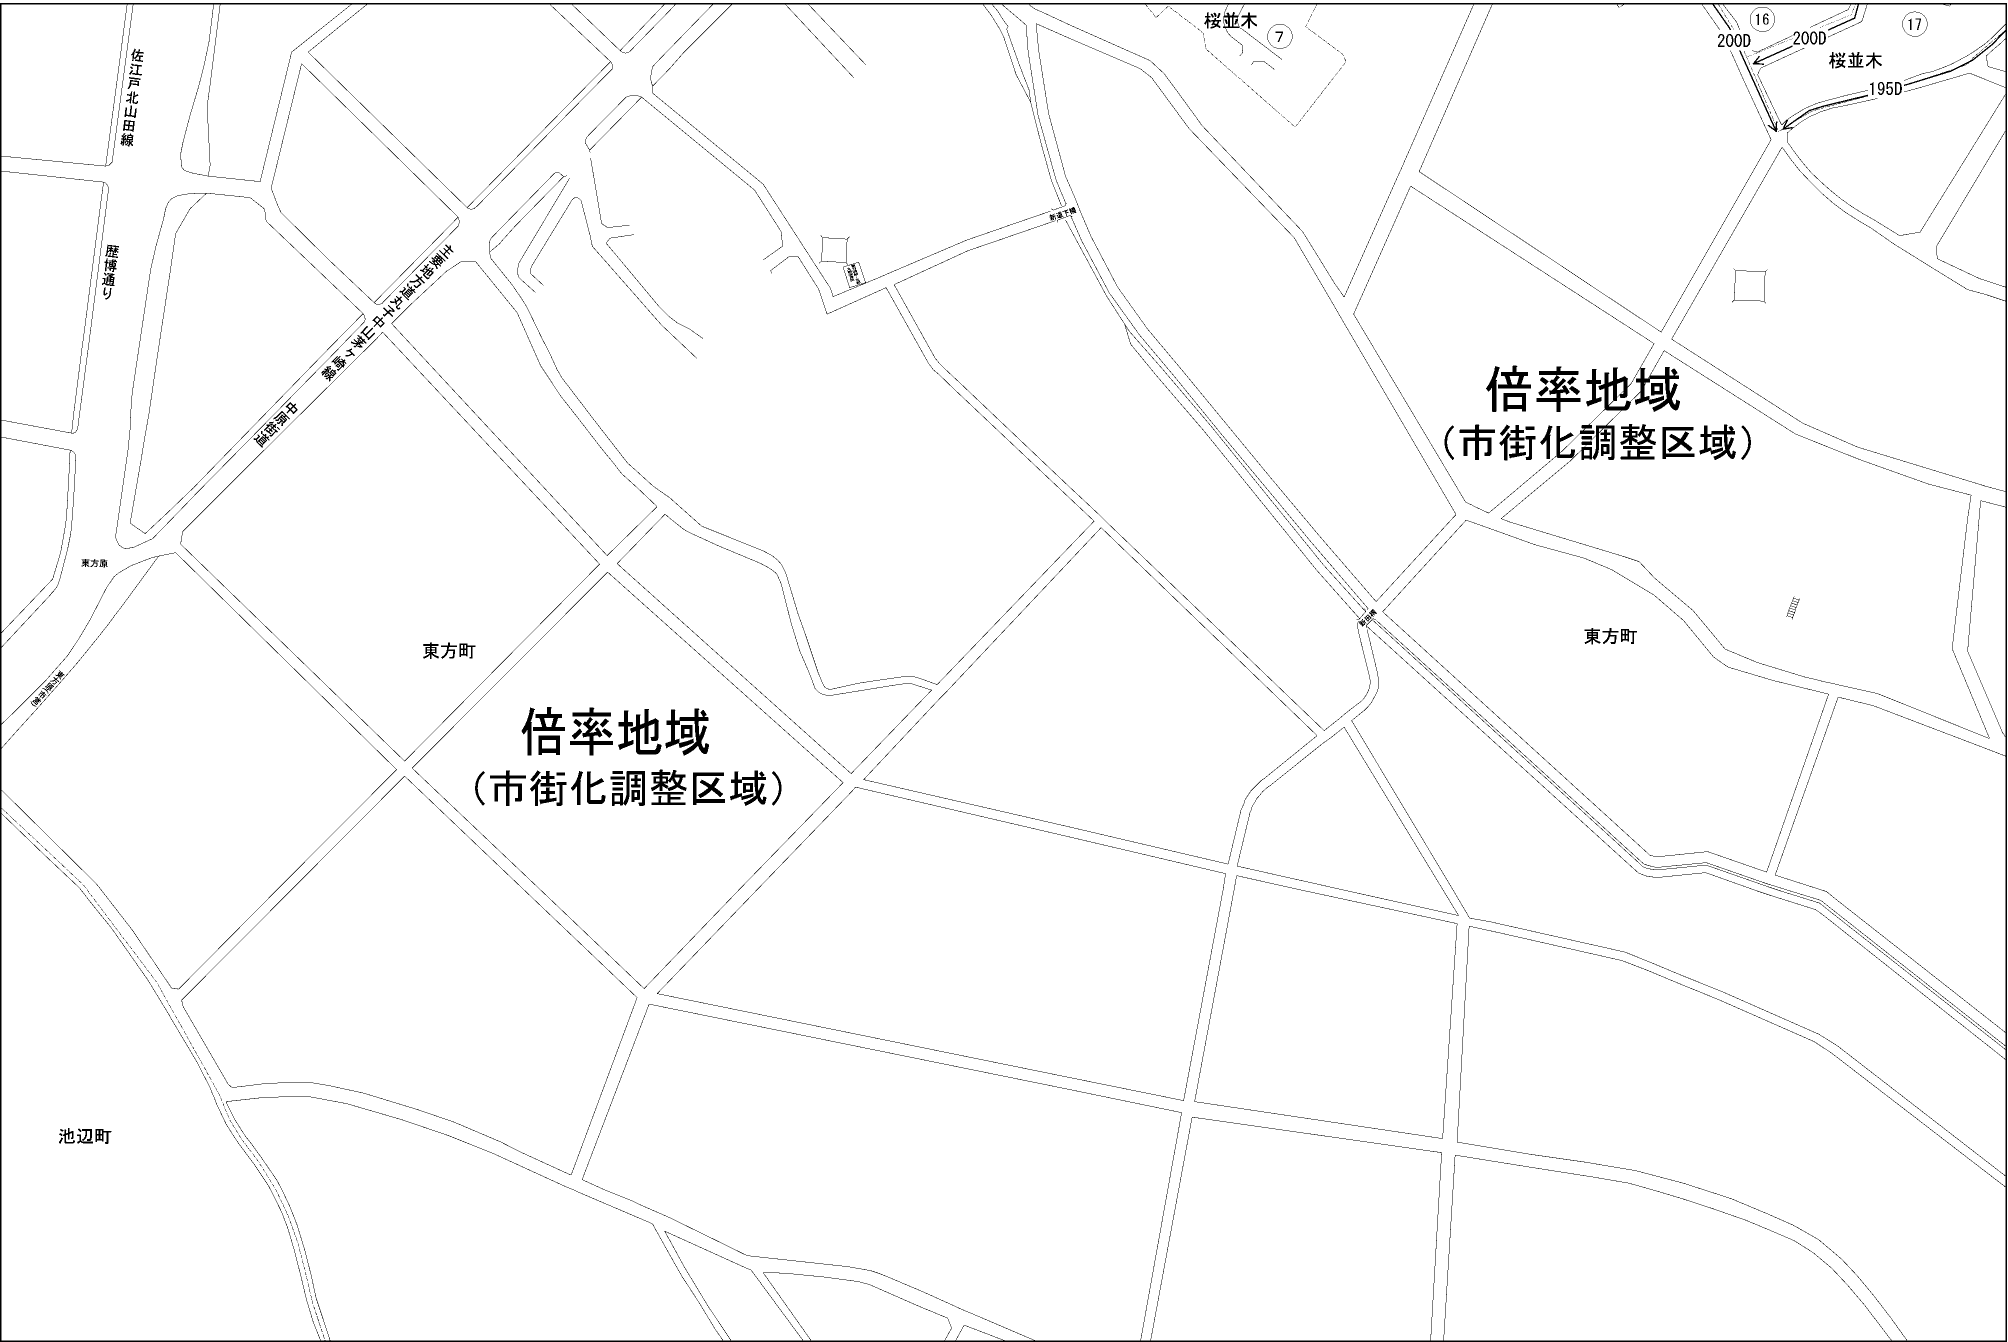 桜並木
7
16
17
200D
200D
桜並木
195D
佐江戸北山田線
歴博通り
主要地方道丸子中山茅ヶ崎線
中原街道
倍率地域
（市街化調整区域）
東方原
東方町
東方町
倍率地域
（市街化調整区域）
池辺町